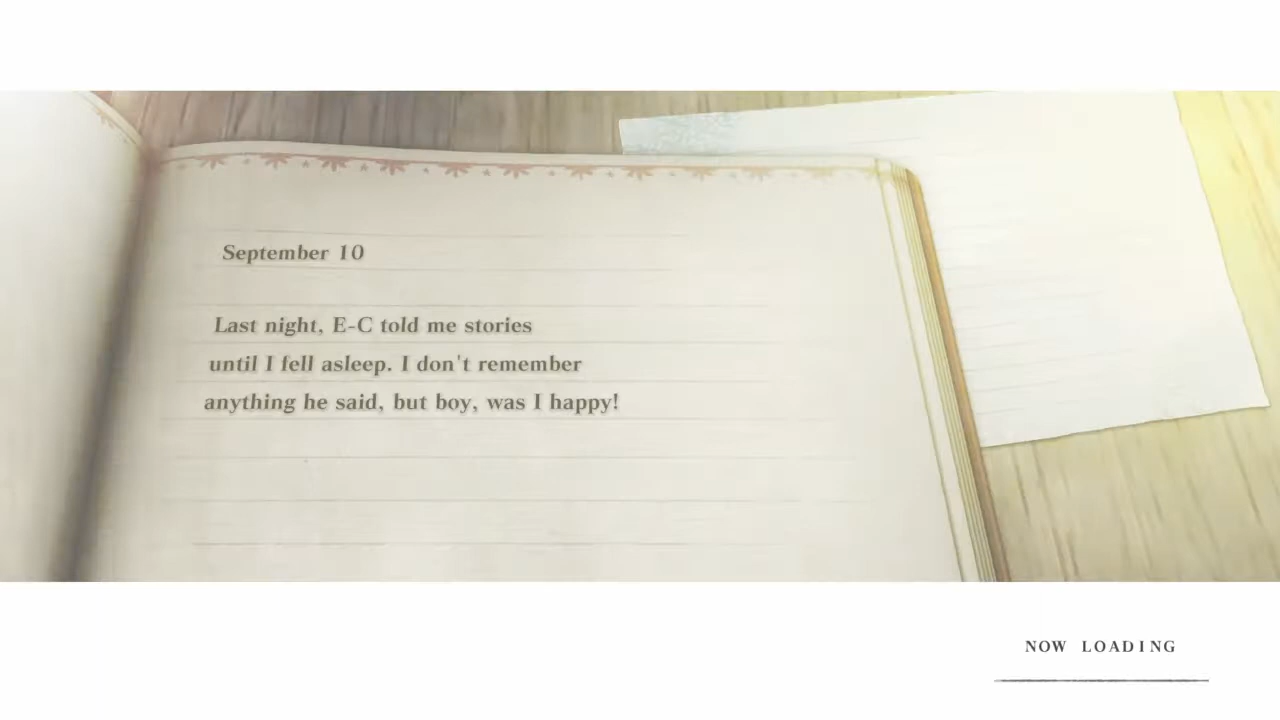 September 10
Last night, E-C told me stories
until I fell asleep. I don't remember
anything he said, but boy, was I happy!
NOW LOADING